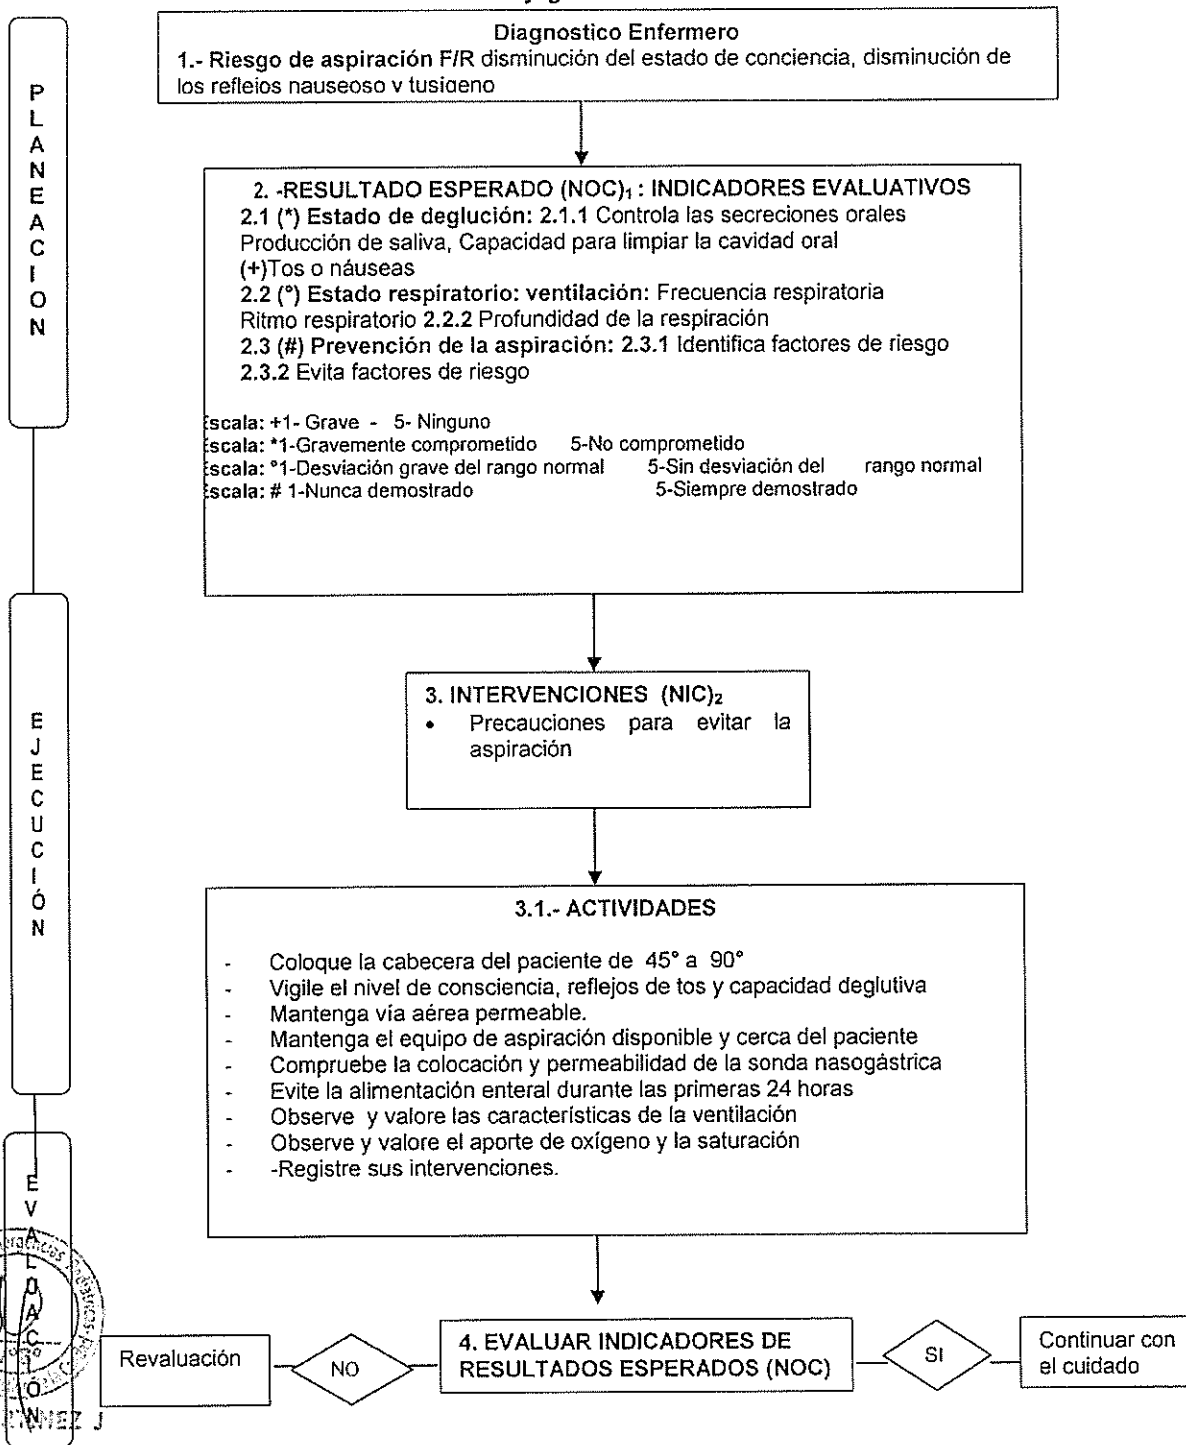 PLANEACION
Diagnostico Enfermero
1.- Riesgo de aspiración F/R disminución del estado de conciencia, disminución de
los reflejos nauseoso y tusigeno
2. -RESULTADO ESPERADO (NOC)₁ : INDICADORES EVALUATIVOS
2.1 (*) Estado de deglución: 2.1.1 Controla las secreciones orales
Producción de saliva, Capacidad para limpiar la cavidad oral
(+)Tos o náuseas
2.2 (°) Estado respiratorio: ventilación: Frecuencia respiratoria
Ritmo respiratorio 2.2.2 Profundidad de la respiración
2.3 (#) Prevención de la aspiración: 2.3.1 Identifica factores de riesgo
2.3.2 Evita factores de riesgo
Escala: +1- Grave - 5- Ninguno
Escala: *1-Gravemente comprometido 5-No comprometido
Escala: °1-Desviación grave del rango normal 5-Sin desviación del rango normal
Escala: # 1-Nunca demostrado 5-Siempre demostrado
EJECUCIÓN
3. INTERVENCIONES (NIC)₂
• Precauciones para evitar la
aspiración
3.1.- ACTIVIDADES
- Coloque la cabecera del paciente de 45° a 90°
- Vigile el nivel de consciencia, reflejos de tos y capacidad deglutiva
- Mantenga vía aérea permeable.
- Mantenga el equipo de aspiración disponible y cerca del paciente
- Compruebe la colocación y permeabilidad de la sonda nasogástrica
- Evite la alimentación enteral durante las primeras 24 horas
- Observe y valore las características de la ventilación
- Observe y valore el aporte de oxígeno y la saturación
- -Registre sus intervenciones.
EVALUACIÓN
Revaluación
NO
4. EVALUAR INDICADORES DE
RESULTADOS ESPERADOS (NOC)
SI
Continuar con
el cuidado